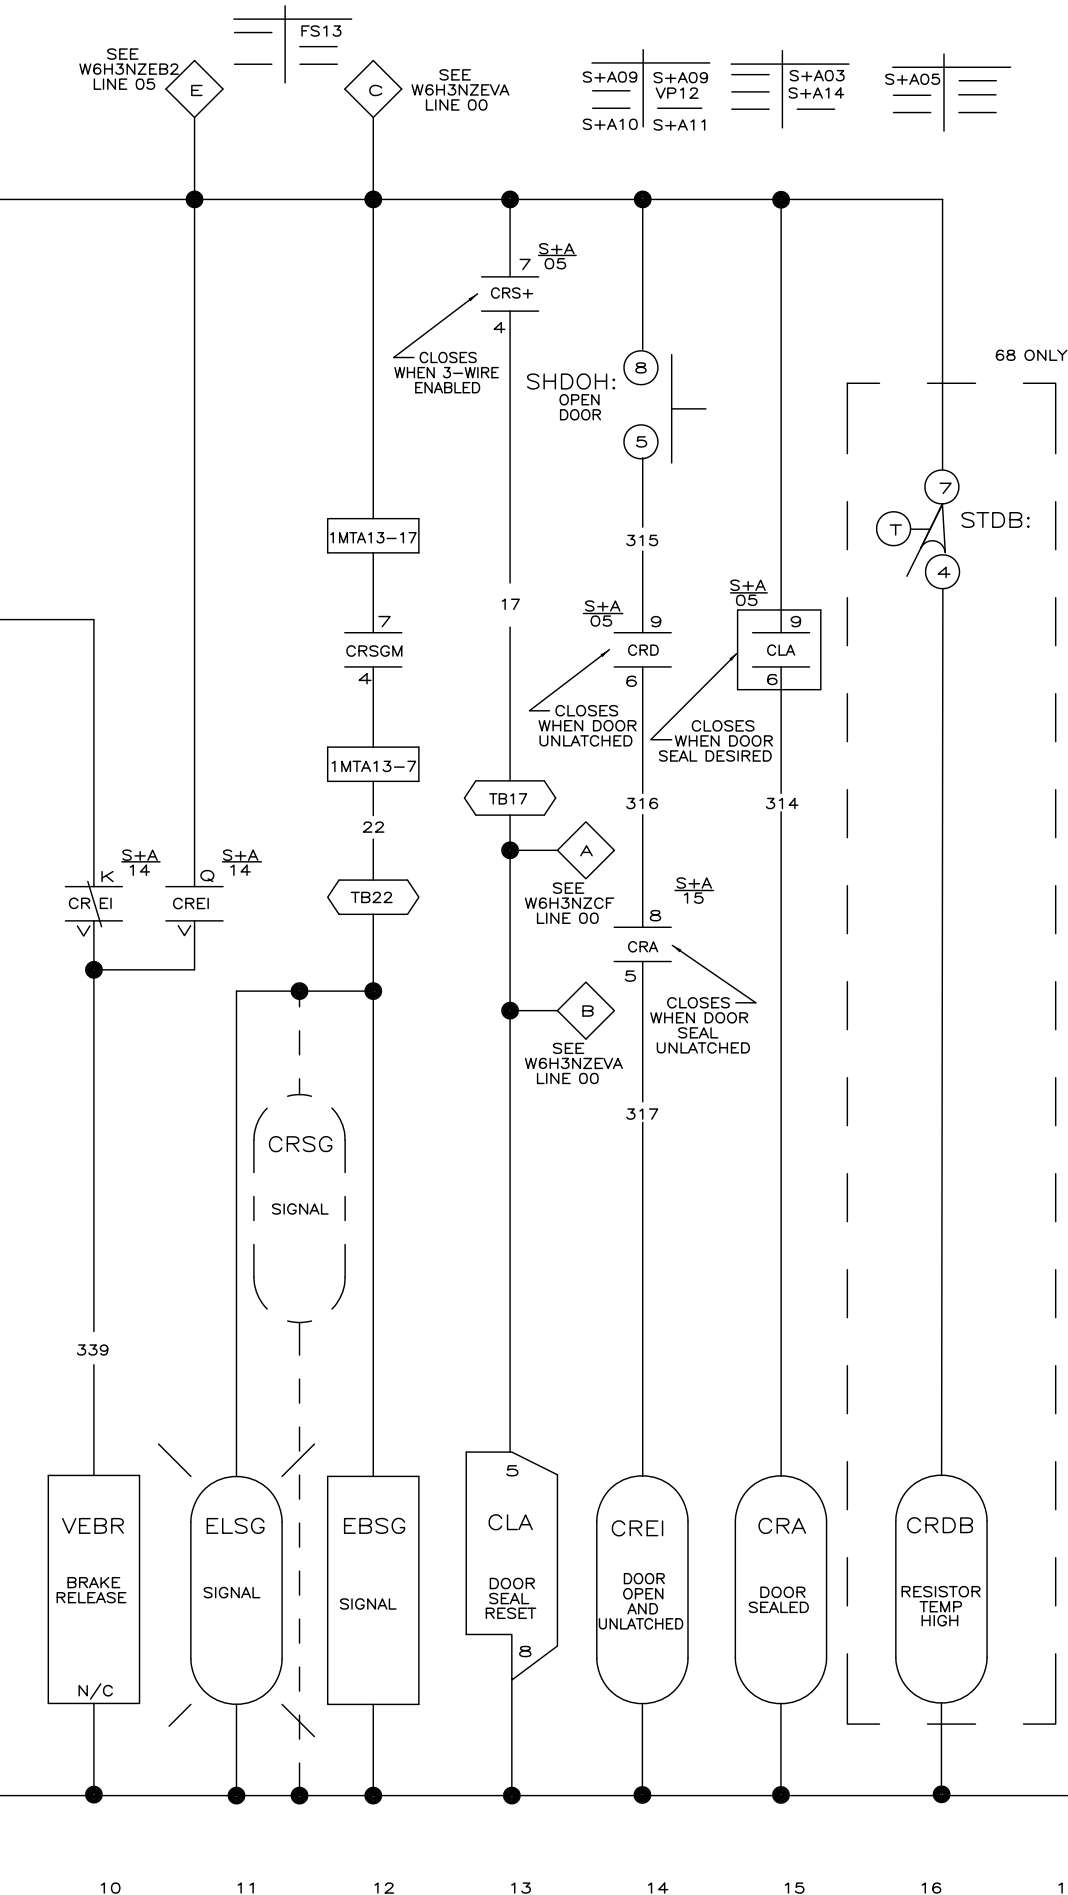 FS13
SEE
W6H3NZEB2
LINE 05
E
C
SEE
W6H3NZEVA
LINE 00
S+A09
S+A09
VP12
S+A10
S+A11
S+A03
S+A14
S+A05
S+A
05
7
CRS+
4
CLOSES
WHEN 3-WIRE
ENABLED
68 ONLY
8
SHDOH:
OPEN
DOOR
5
7
T
STDB:
4
1MTA13-17
315
17
S+A
05
9
CRD
6
S+A
05
9
CLA
6
7
CRSGM
4
CLOSES
WHEN DOOR
UNLATCHED
CLOSES
WHEN DOOR
SEAL DESIRED
1MTA13-7
TB17
316
314
22
A
SEE
W6H3NZCF
LINE 00
K
S+A
14
CREI
V
Q
S+A
14
CREI
V
TB22
S+A
15
8
CRA
5
CLOSES
WHEN DOOR
SEAL
UNLATCHED
B
SEE
W6H3NZEVA
LINE 00
317
CRSG
SIGNAL
339
VEBR
BRAKE
RELEASE
N/C
ELSG
SIGNAL
EBSG
SIGNAL
5
CLA
DOOR
SEAL
RESET
8
CREI
DOOR
OPEN
AND
UNLATCHED
CRA
DOOR
SEALED
CRDB
RESISTOR
TEMP
HIGH
10 11 12 13 14 15 16 1